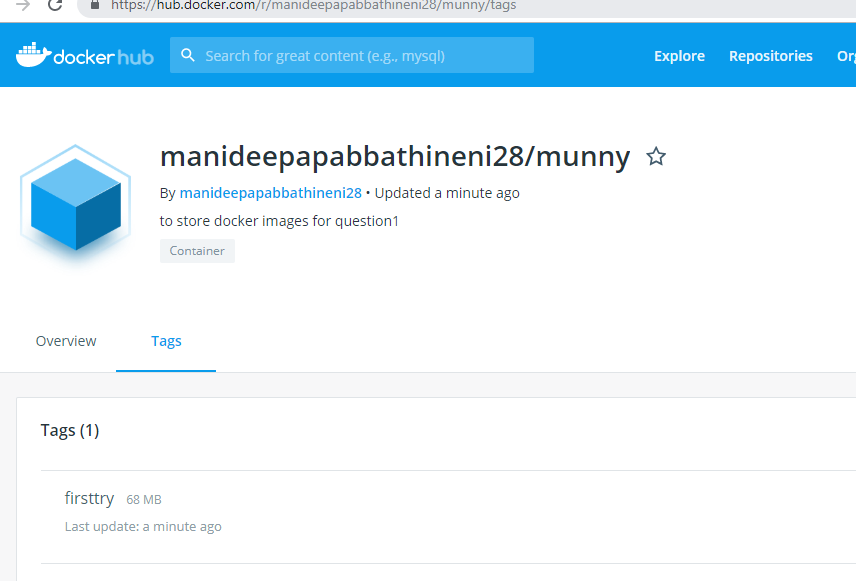 https://hub.docker.com/r/manideepapabbathineni28/munny/tags
dockerhub Search for great content (e.g., mysql) Explore Repositories Org
manideepapabbathineni28/munny
By manideepapabbathineni28 • Updated a minute ago
to store docker images for question1
Container
Overview Tags
Tags (1)
firsttry 68 MB
Last update: a minute ago